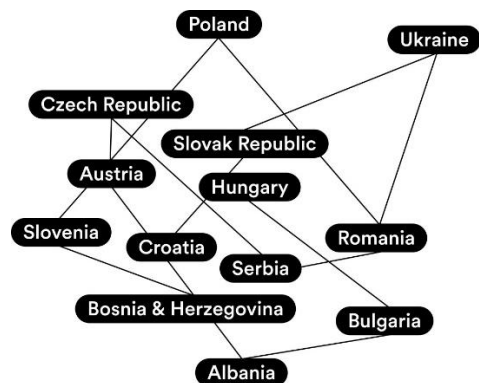 Poland
Ukraine
Czech Republic
Slovak Republic
Austria
Hungary
Slovenia
Croatia
Romania
Serbia
Bosnia & Herzegovina
Bulgaria
Albania